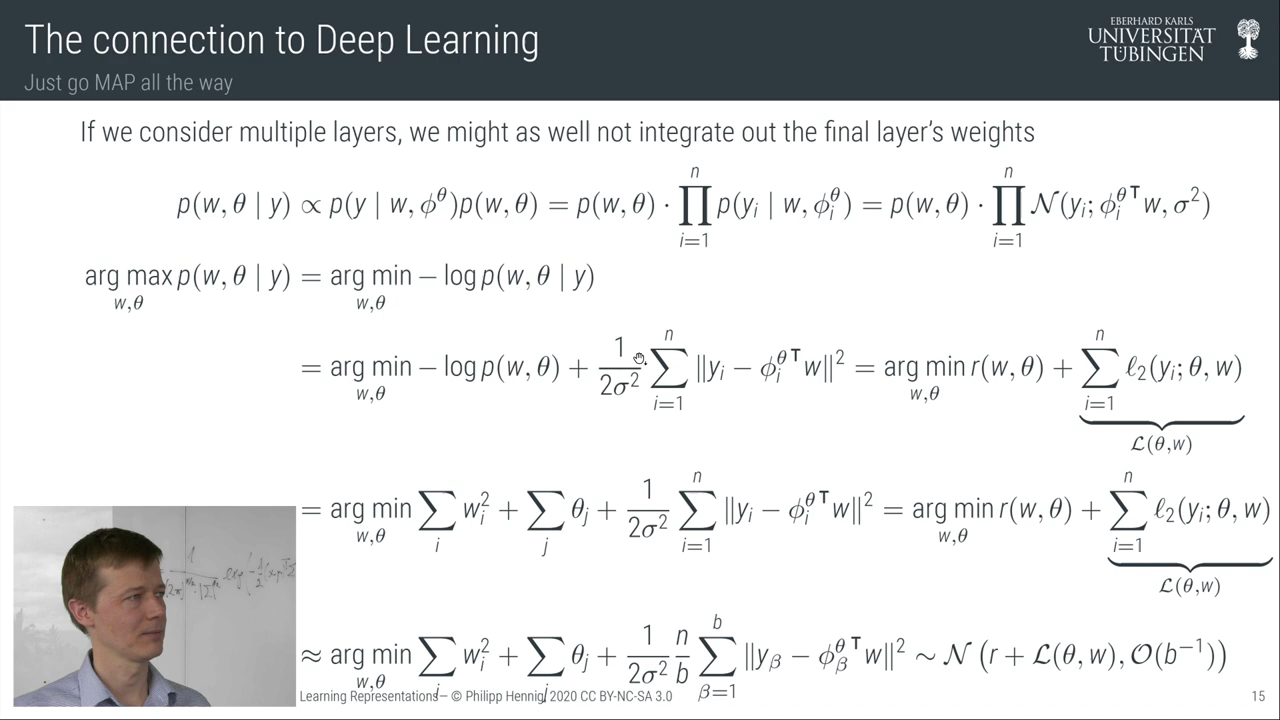 The connection to Deep Learning
Just go MAP all the way
EBERHARD KARLS
UNIVERSITÄT
TÜBINGEN
If we consider multiple layers, we might as well not integrate out the final layer's weights
p(w, θ | y) ∝ p(y | w, ϕ^θ)p(w, θ) = p(w, θ) · ∏_{i=1}^{n} p(y_i | w, ϕ_i^θ) = p(w, θ) · ∏_{i=1}^{n} 𝒩(y_i; ϕ_i^{θ⊤}w, σ²)
arg max_{w,θ} p(w, θ | y) = arg min_{w,θ} − log p(w, θ | y)
= arg min_{w,θ} − log p(w, θ) + 1/(2σ²) ∑_{i=1}^{n} ‖y_i − ϕ_i^{θ⊤}w‖² = arg min_{w,θ} r(w, θ) + ∑_{i=1}^{n} ℓ₂(y_i; θ, w)
ℒ(θ,w)
= arg min_{w,θ} ∑_i w_i² + ∑_j θ_j + 1/(2σ²) ∑_{i=1}^{n} ‖y_i − ϕ_i^{θ⊤}w‖² = arg min_{w,θ} r(w, θ) + ∑_{i=1}^{n} ℓ₂(y_i; θ, w)
ℒ(θ,w)
≈ arg min_{w,θ} ∑_i w_i² + ∑_j θ_j + 1/(2σ²) n/b ∑_{β=1}^{b} ‖y_β − ϕ_β^{θ⊤}w‖² ∼ 𝒩 (r + ℒ(θ, w), 𝒪(b⁻¹))
Learning Representations— © Philipp Hennig, 2020 CC BY-NC-SA 3.0
15